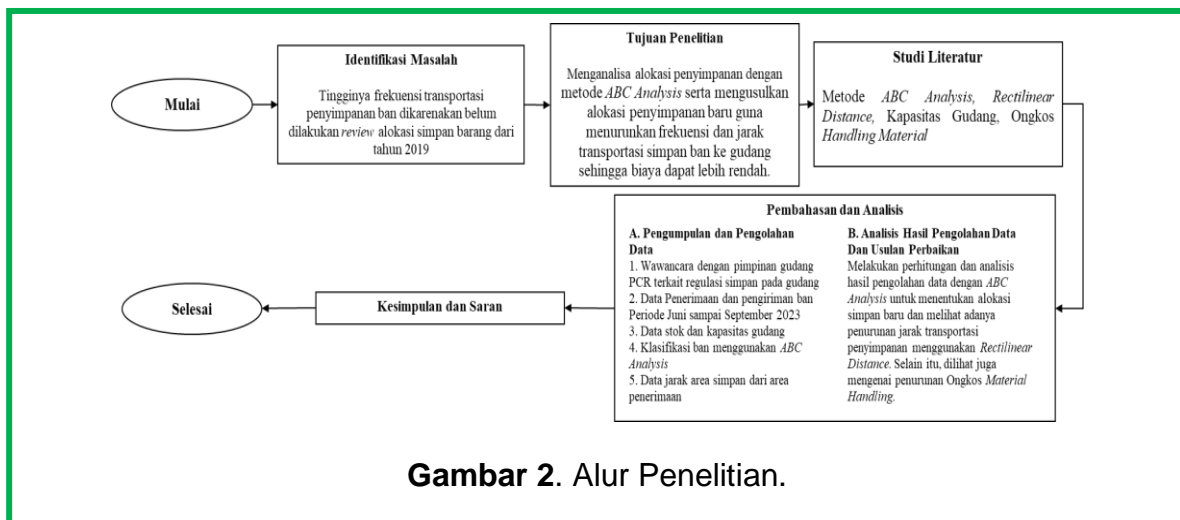 Mulai
Identifikasi Masalah
Tingginya frekuensi transportasi
penyimpanan ban dikarenakan belum
dilakukan review alokasi simpan barang dari
tahun 2019
Tujuan Penelitian
Menganalisa alokasi penyimpanan dengan
metode ABC Analysis serta mengusulkan
alokasi penyimpanan baru guna
menurunkan frekuensi dan jarak
transportasi simpan ban ke gudang
sehingga biaya dapat lebih rendah.
Studi Literatur
Metode ABC Analysis, Rectilinear
Distance, Kapasitas Gudang, Ongkos
Handling Material
Pembahasan dan Analisis
A. Pengumpulan dan Pengolahan
Data
1. Wawancara dengan pimpinan gudang
PCR terkait regulasi simpan pada gudang
2. Data Penerimaan dan pengiriman ban
Periode Juni sampai September 2023
3. Data stok dan kapasitas gudang
4. Klasifikasi ban menggunakan ABC
Analysis
5. Data jarak area simpan dari area
penerimaan
B. Analisis Hasil Pengolahan Data
Dan Usulan Perbaikan
Melakukan perhitungan dan analisis
hasil pengolahan data dengan ABC
Analysis untuk menentukan alokasi
simpan baru dan melihat adanya
penurunan jarak transportasi
penyimpanan menggunakan Rectilinear
Distance. Selain itu, dilihat juga
mengenai penurunan Ongkos Material
Handling.
Kesimpulan dan Saran
Selesai
Gambar 2. Alur Penelitian.